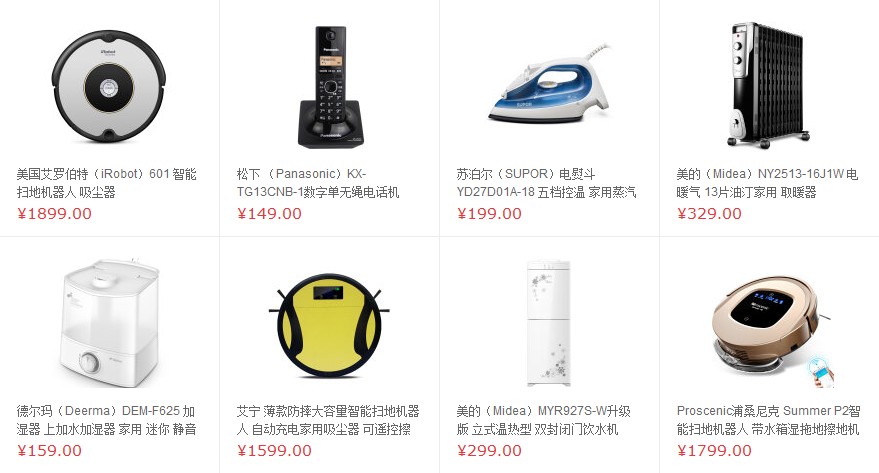 iRobot
Panasonic
Panasonic
SUPOR
美国艾罗伯特（iRobot）601 智能
扫地机器人 吸尘器
¥1899.00
松下 （Panasonic）KX-
TG13CNB-1数字单无绳电话机
¥149.00
苏泊尔（SUPOR）电熨斗
YD27D01A-18 五档控温 家用蒸汽
¥199.00
美的（Midea）NY2513-16J1W 电
暖气 13片油汀家用 取暖器
¥329.00
德尔玛（Deerma）DEM-F625 加
湿器 上加水加湿器 家用 迷你 静音
¥159.00
艾宁 薄款防摔大容量智能扫地机器
人 自动充电家用吸尘器 可遥控擦
¥1599.00
美的（Midea）MYR927S-W升级
版 立式温热型 双封闭门饮水机
¥299.00
Proscenic浦桑尼克 Summer P2智
能扫地机器人 带水箱湿拖地擦地机
¥1799.00